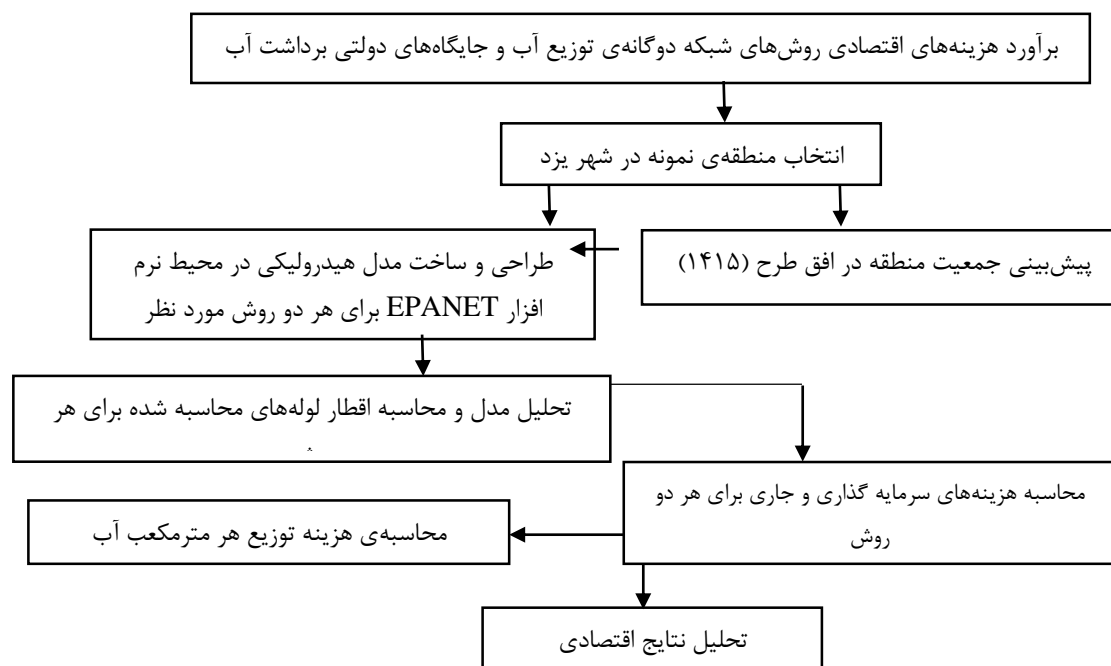 برآورد هزینه‌های اقتصادی روش‌های شبکه دوگانه‌ی توزیع آب و جایگاه‌های دولتی برداشت آب
انتخاب منطقه‌ی نمونه در شهر یزد
پیش‌بینی جمعیت منطقه در افق طرح (۱۴۱۵)
طراحی و ساخت مدل هیدرولیکی در محیط نرم
افزار EPANET برای هر دو روش مورد نظر
تحلیل مدل و محاسبه اقطار لوله‌های محاسبه شده برای هر
محاسبه هزینه‌های سرمایه گذاری و جاری برای هر دو
روش
محاسبه‌ی هزینه توزیع هر مترمکعب آب
تحلیل نتایج اقتصادی